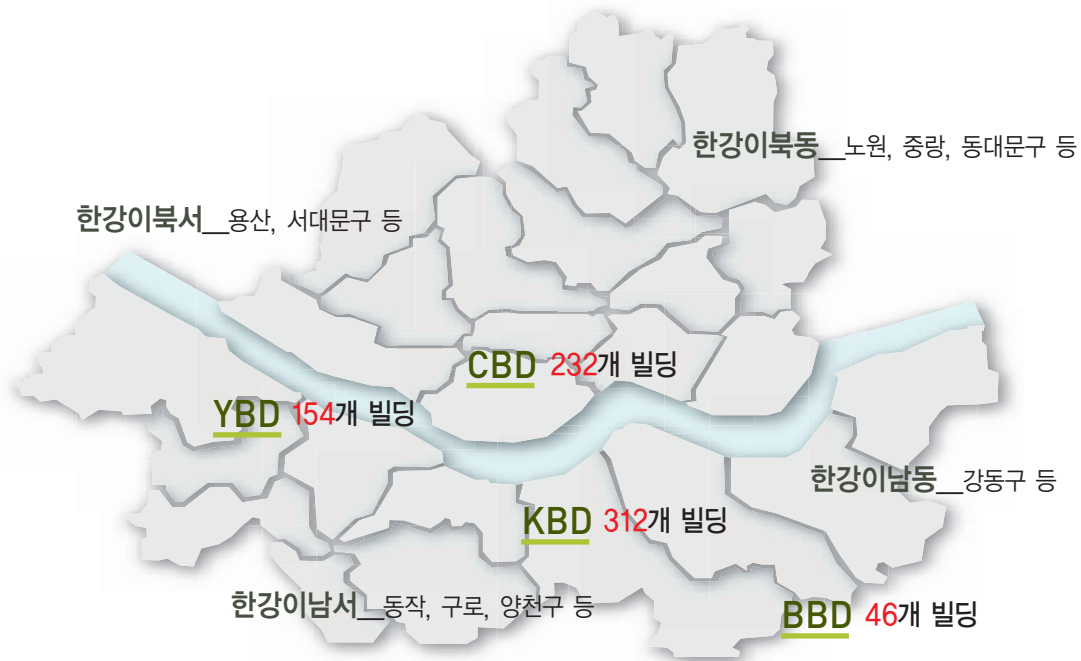 한강이북동__노원, 중랑, 동대문구 등
한강이북서__용산, 서대문구 등
CBD 232개 빌딩
YBD 154개 빌딩
한강이남동__강동구 등
KBD 312개 빌딩
한강이남서__동작, 구로, 양천구 등
BBD 46개 빌딩